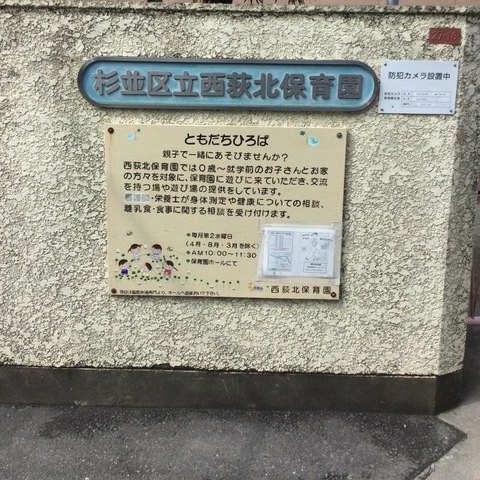 杉並区立西荻北保育園
27-18
防犯カメラ設置中
ともだちひろば
親子で一緒にあそびませんか？
西荻北保育園では０歳〜就学前のお子さんとお家
の方々を対象に、保育園に遊びに来ていただき、交流
を持つ場や遊び場の提供をしています。
看護師・栄養士が身体測定や健康についての相談、
離乳食・食事に関する相談を受け付けます。
毎月第２水曜日
（４月・８月・３月を除く）
AM10:00〜11:30
保育園ホールにて
西荻北保育園